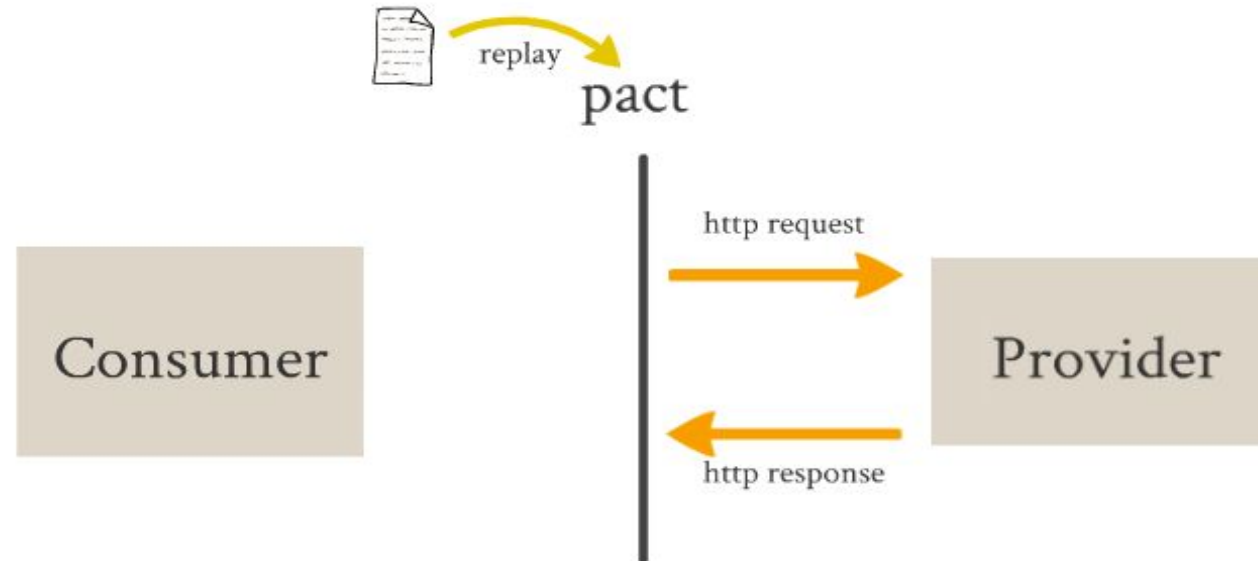 replay
pact
http request
Consumer
Provider
http response